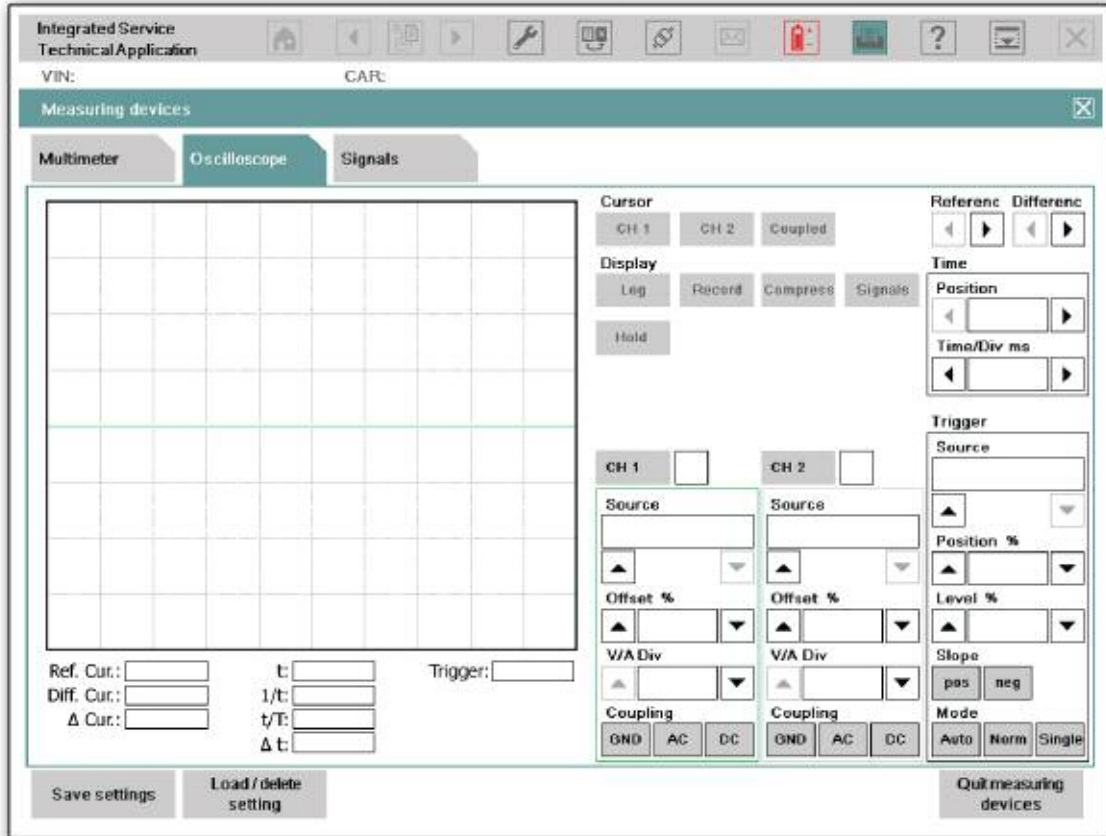 Integrated Service
Technical Application
?
VIN: CAR:
Measuring devices
Multimeter Oscilloscope Signals
Cursor
CH 1 CH 2 Coupled
Display
Log Record Compress Signals
Hold
Referenc Differenc
Time
Position
Time/Div ms
CH 1
Source
Offset %
V/A Div
Coupling
GND AC DC
CH 2
Source
Offset %
V/A Div
Coupling
GND AC DC
Trigger
Source
Position %
Level %
Slope
pos neg
Mode
Auto Norm Single
Ref. Cur.: t: Trigger:
Diff. Cur.: 1/t:
Δ Cur.: t/T:
Δ t:
Save settings
Load / delete
setting
Quit measuring
devices